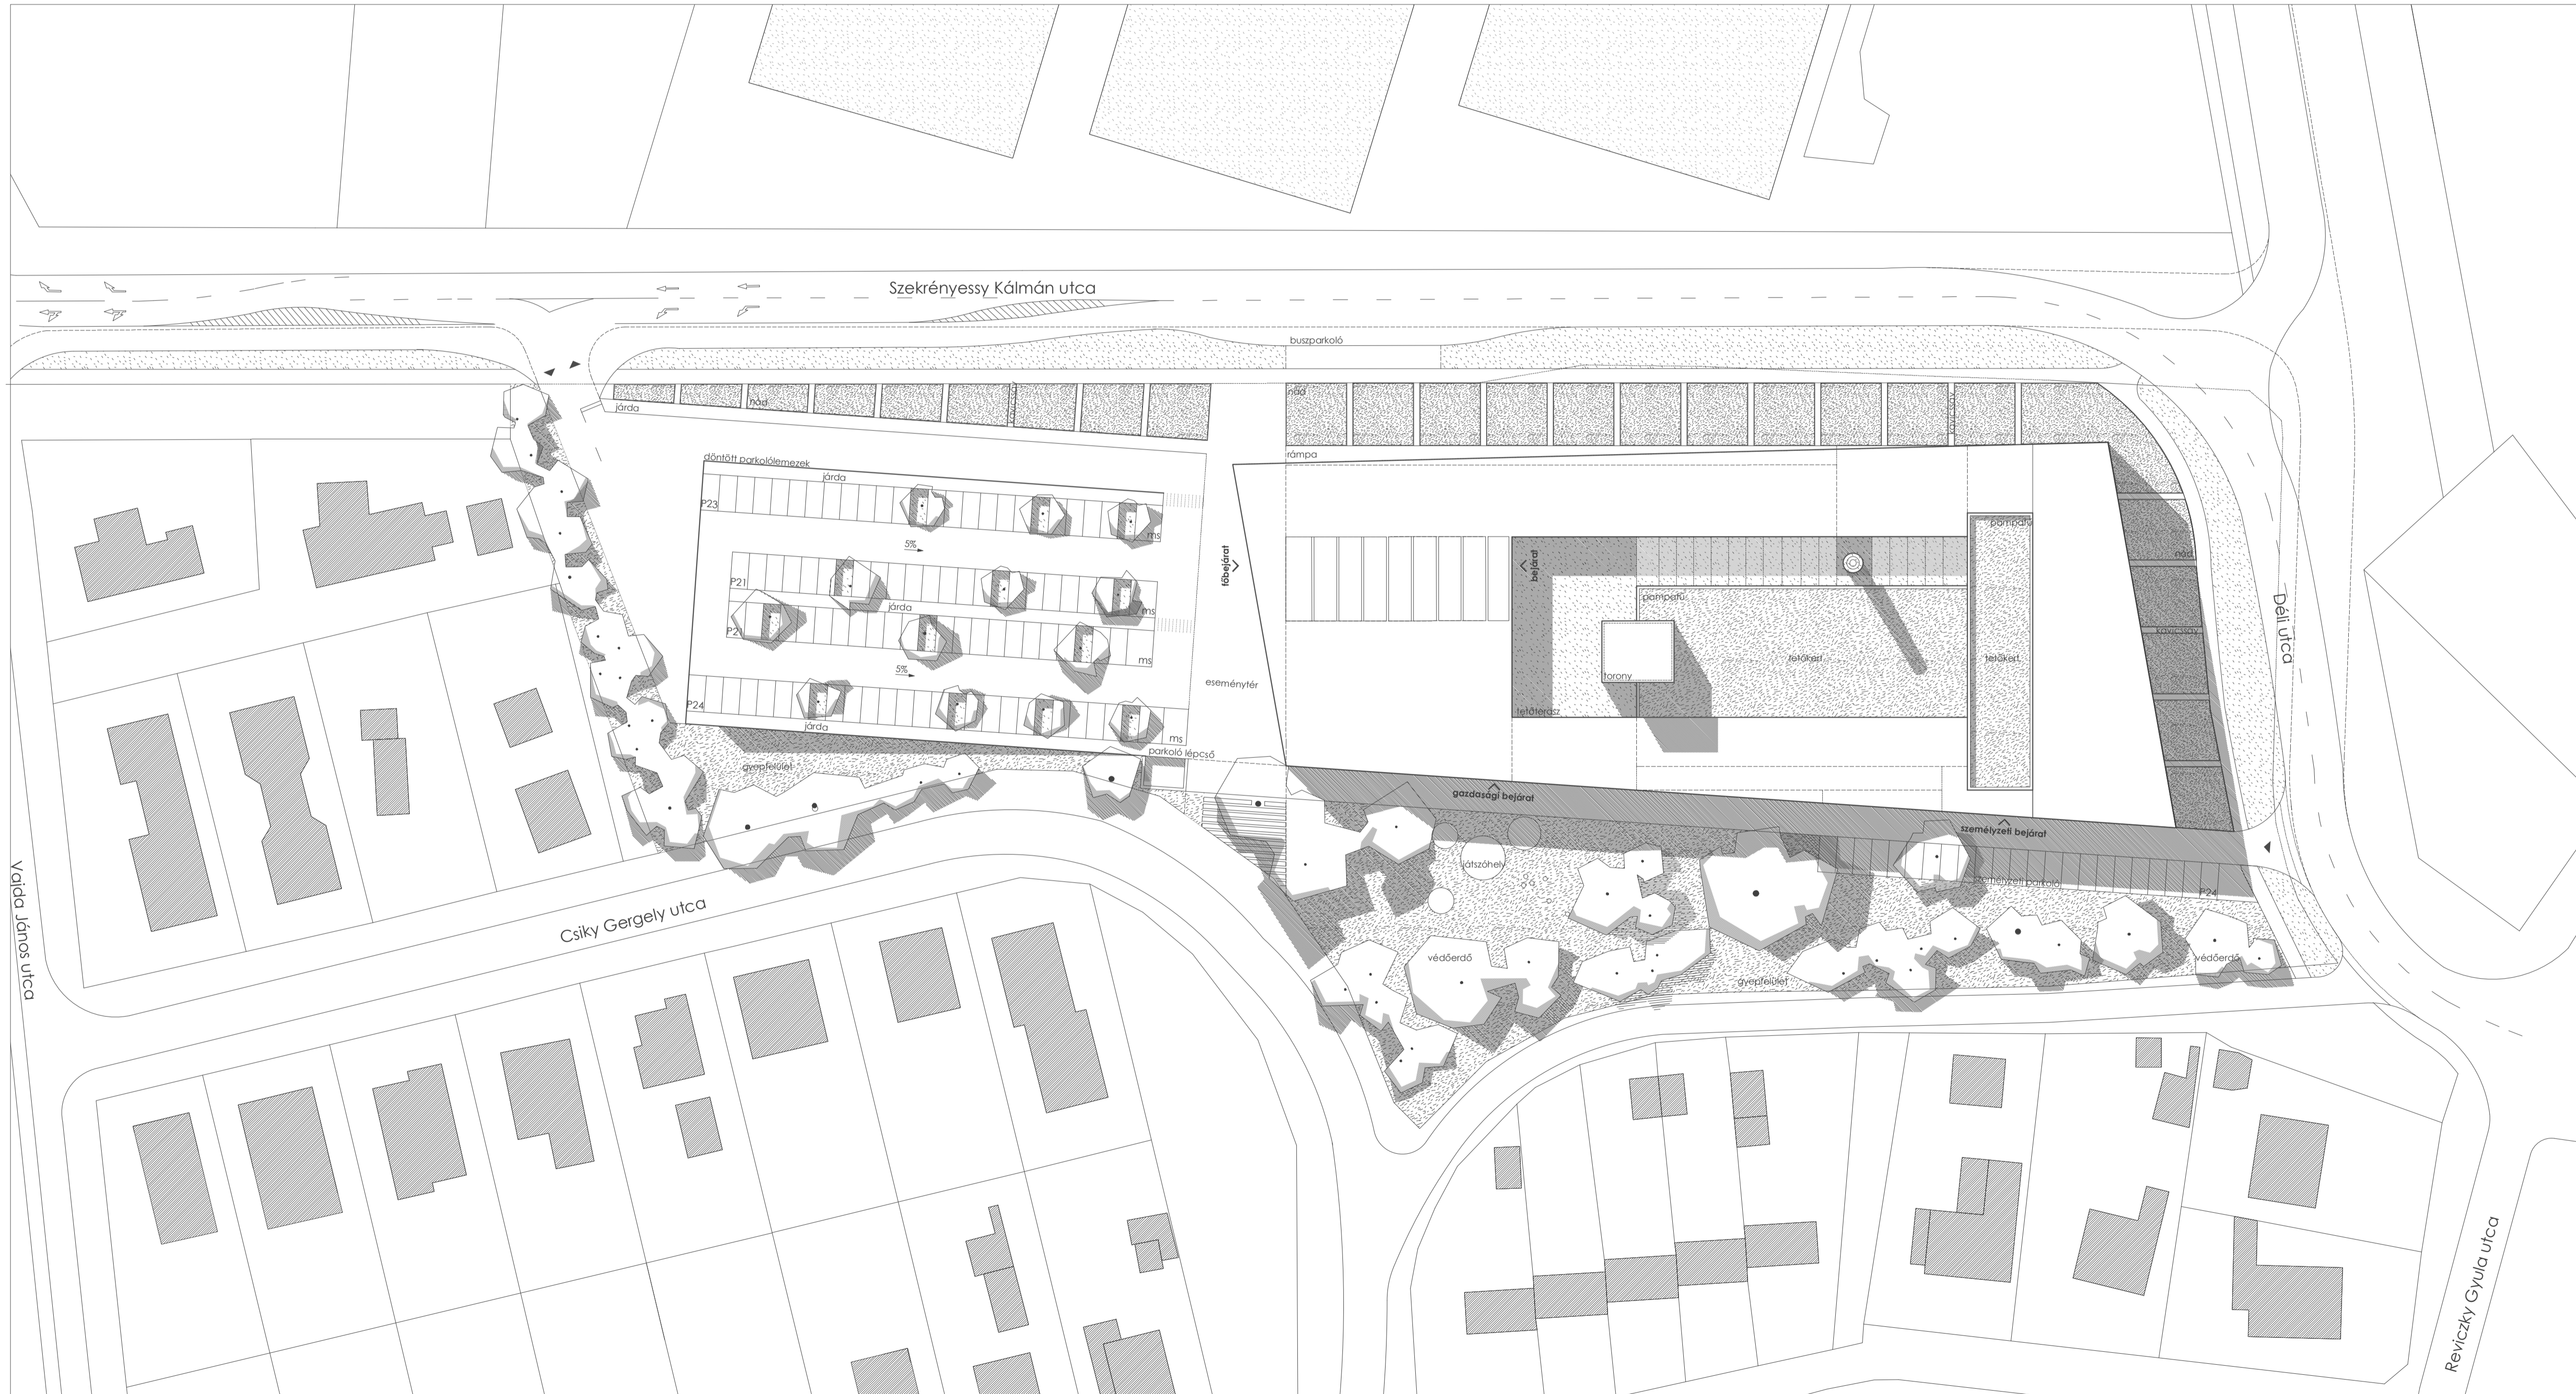 Szekrényessy Kálmán utca
buszparkoló
járda
nád
nád
kavicságy
rámpa
döntött parkolólemezek
járda
P23
ms
5%
főbejárat
bejárat
pampafű
nád
P21
járda
ms
pampafű
P21
ms
5%
torony
tetőkert
tetőkert
kavicságy
Déli utca
eseménytér
P24
járda
ms
tetőterasz
parkoló lépcső
gyepfelület
gazdasági bejárat
személyzeti bejárat
játszóhely
személyzeti parkoló
P24
Vajda János utca
Csiky Gergely utca
védőerdő
védőerdő
gyepfelület
Reviczky Gyula utca